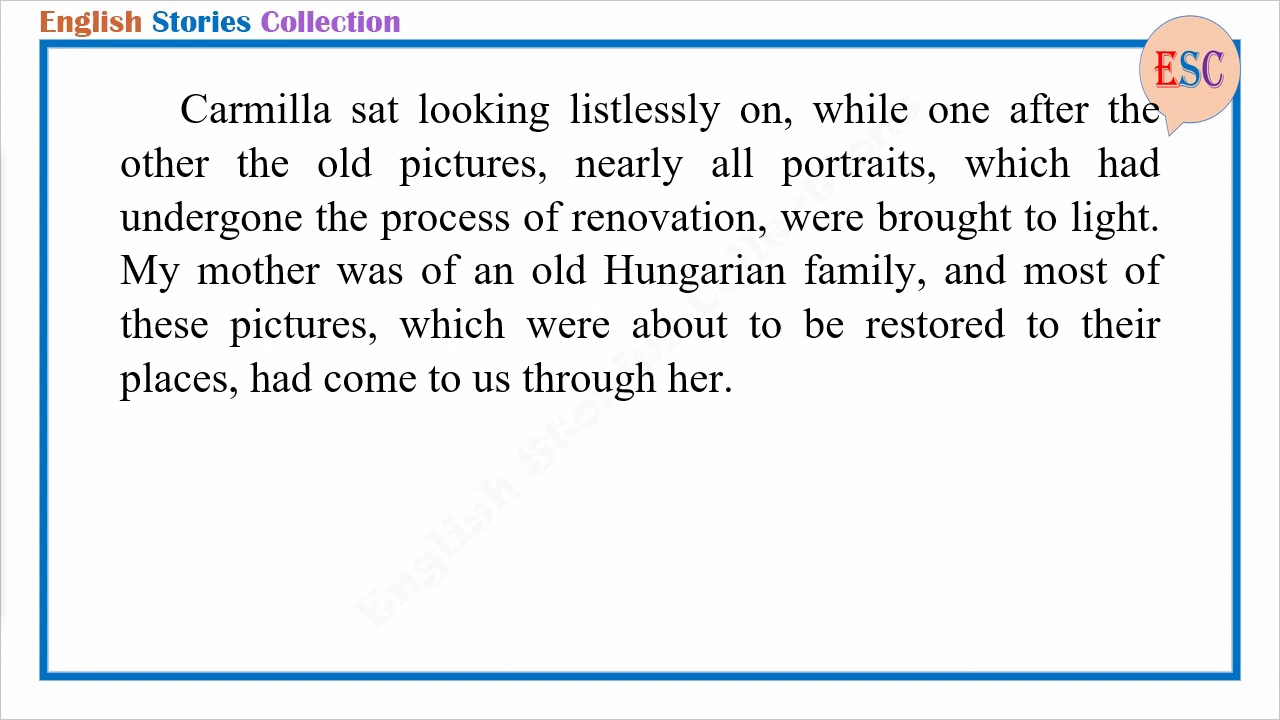 English Stories Collection
ESC
Carmilla sat looking listlessly on, while one after the
other the old pictures, nearly all portraits, which had
undergone the process of renovation, were brought to light.
My mother was of an old Hungarian family, and most of
these pictures, which were about to be restored to their
places, had come to us through her.
English Stories Collections